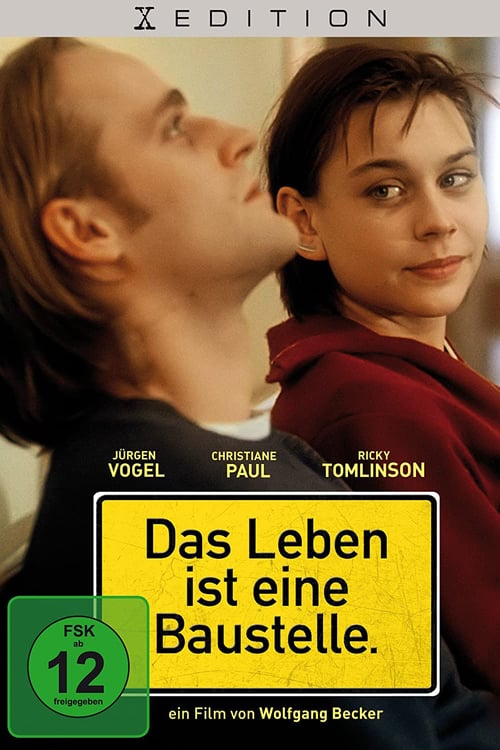 X EDITION
JÜRGEN
VOGEL
CHRISTIANE
PAUL
RICKY
TOMLINSON
Das Leben
ist eine
Baustelle.
FSK
ab
12
freigegeben
ein Film von Wolfgang Becker